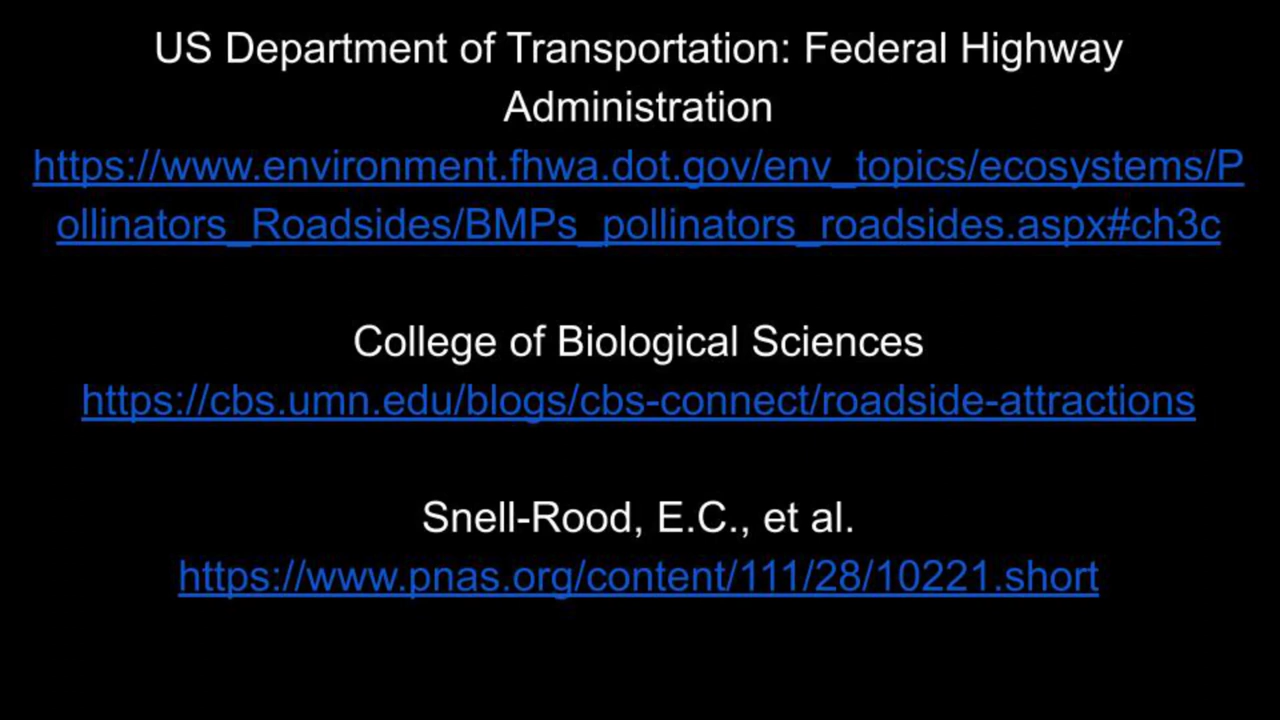 US Department of Transportation: Federal Highway
Administration
https://www.environment.fhwa.dot.gov/env_topics/ecosystems/P
ollinators_Roadsides/BMPs_pollinators_roadsides.aspx#ch3c
College of Biological Sciences
https://cbs.umn.edu/blogs/cbs-connect/roadside-attractions
Snell-Rood, E.C., et al.
https://www.pnas.org/content/111/28/10221.short